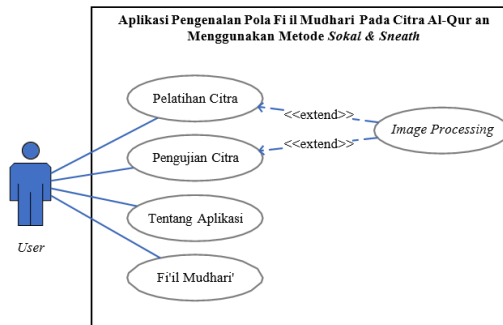 Aplikasi Pengenalan Pola Fi il Mudhari Pada Citra Al-Qur an
Menggunakan Metode Sokal & Sneath
Pelatihan Citra
<<extend>>
Image Processing
<<extend>>
Pengujian Citra
Tentang Aplikasi
User
Fi'il Mudhari'